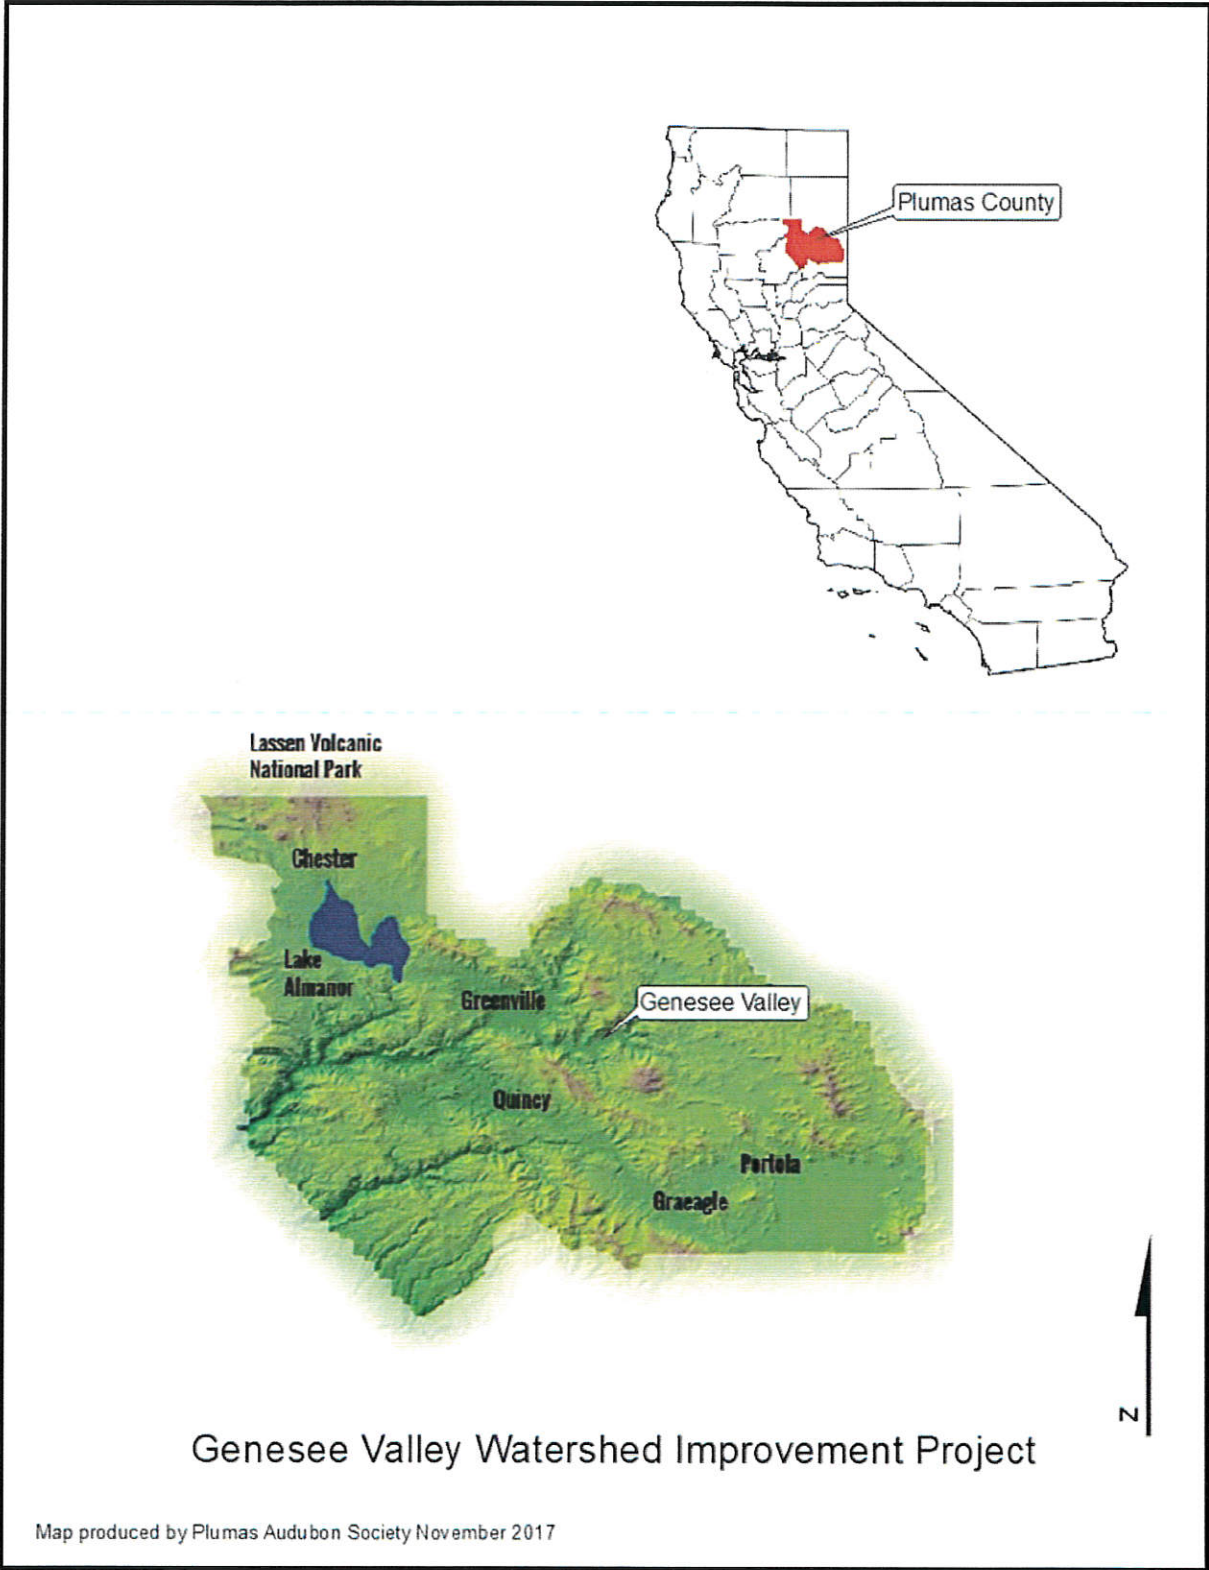 Plumas County
Lassen Volcanic
National Park
Chester
Lake
Almanor
Greenville
Genesee Valley
Quincy
Portola
Graeagle
N
Genesee Valley Watershed Improvement Project
Map produced by Plumas Audubon Society November 2017